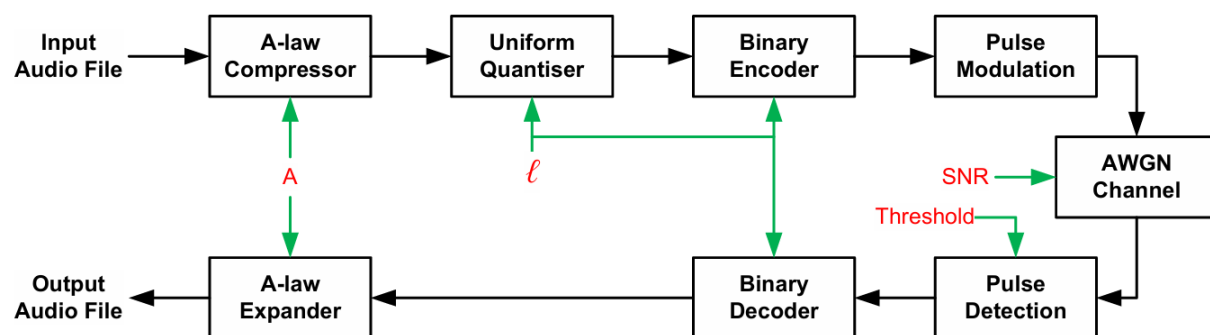 Input
Audio File
A-law
Compressor
Uniform
Quantiser
Binary
Encoder
Pulse
Modulation
A
ℓ
SNR
AWGN
Channel
Threshold
Output
Audio File
A-law
Expander
Binary
Decoder
Pulse
Detection